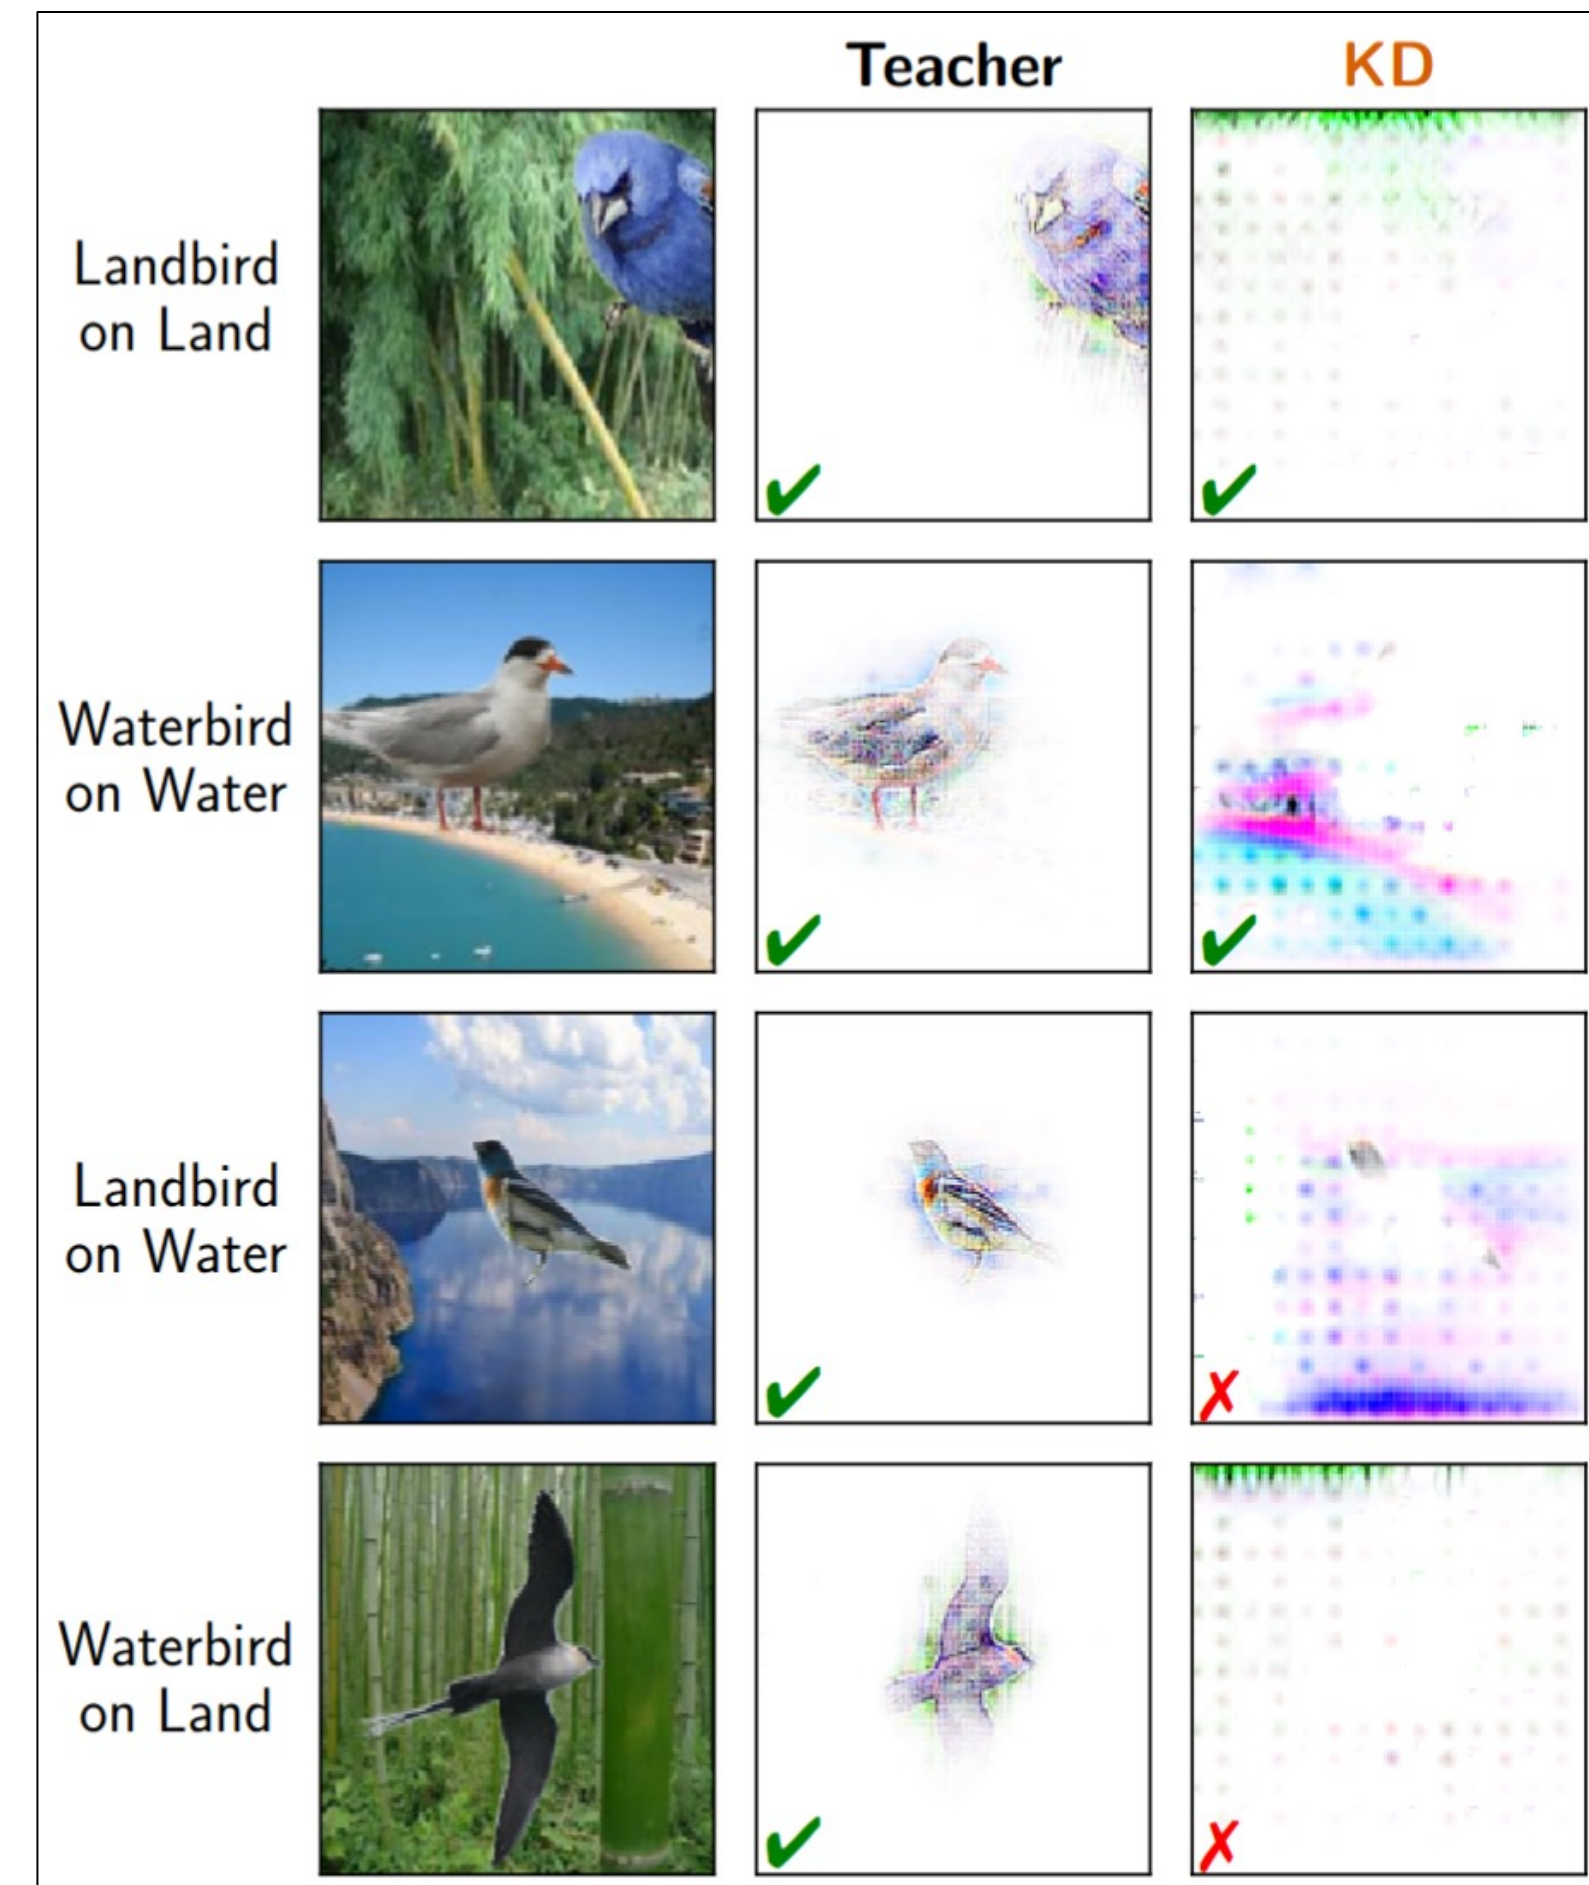 Teacher KD
Landbird
on Land
✔ ✔
Waterbird
on Water
✔ ✔
Landbird
on Water
✔ ✗
Waterbird
on Land
✔ ✗